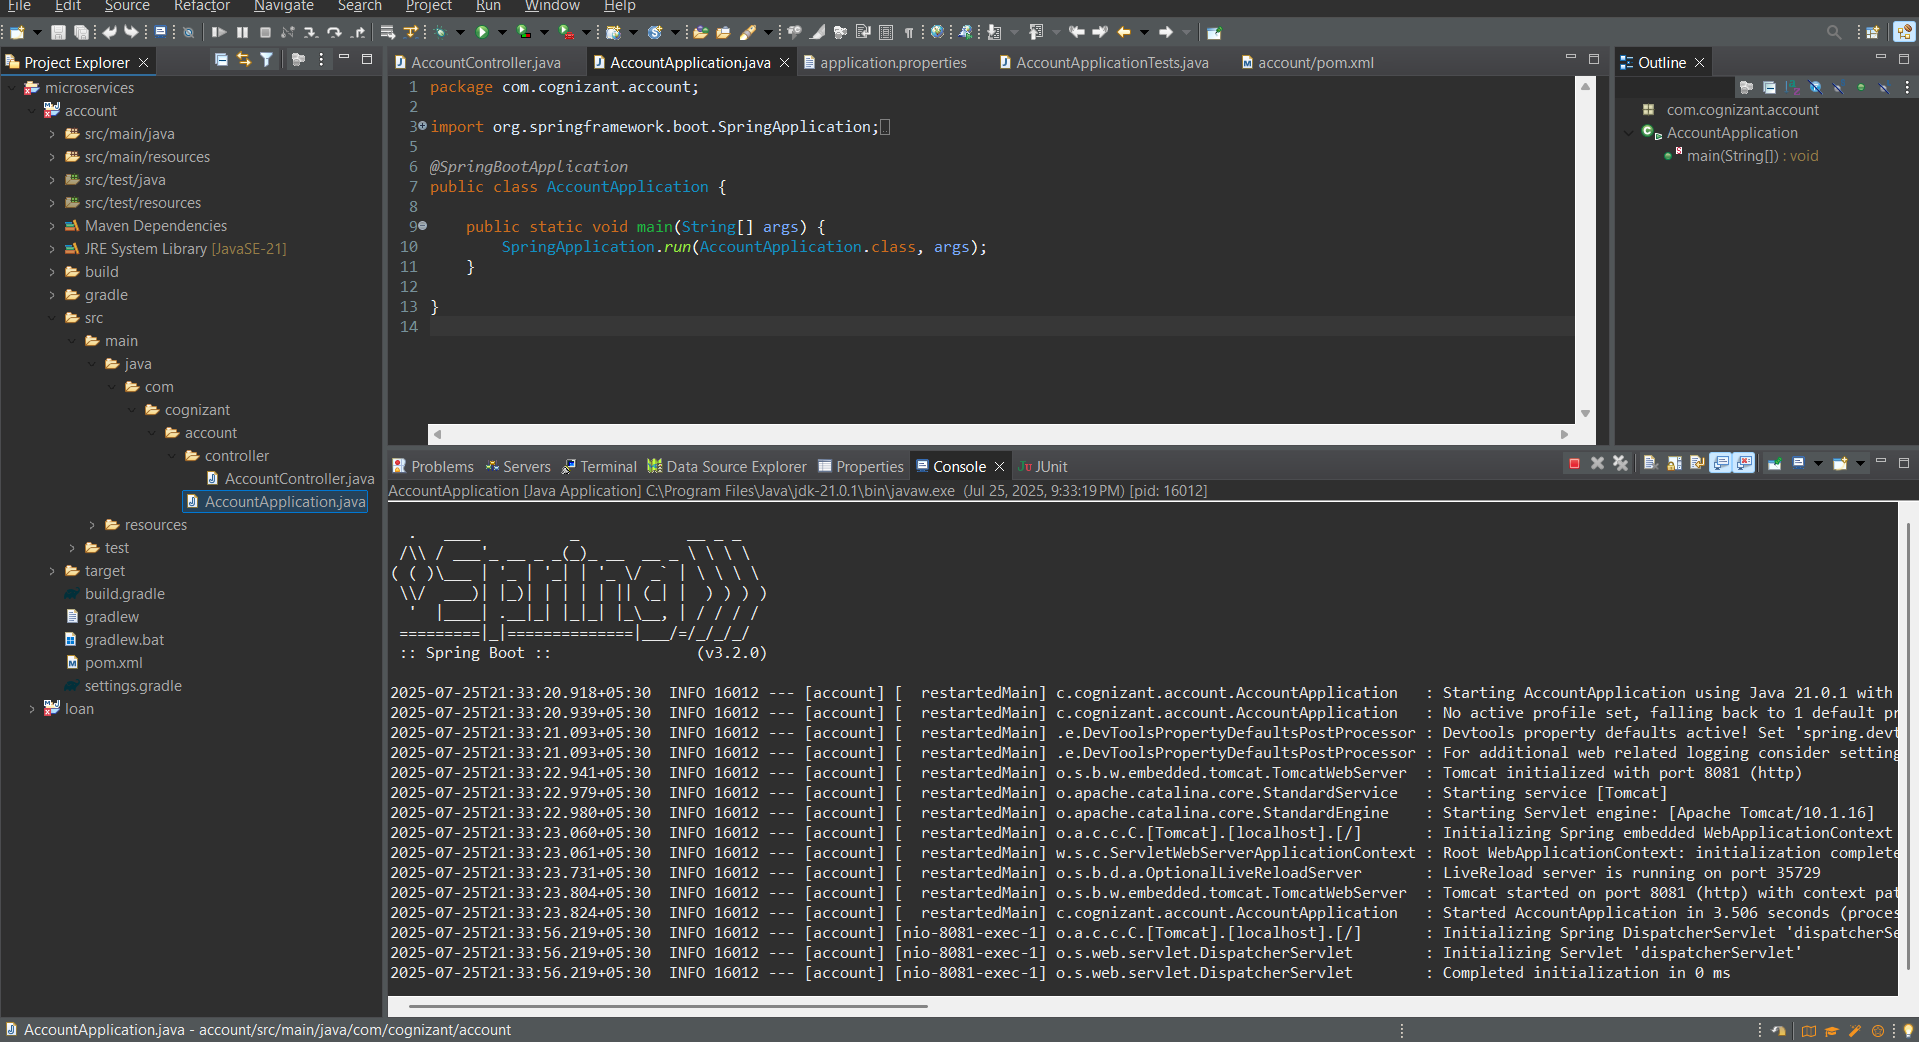 File Edit Source Refactor Navigate Search Project Run Window Help
Project Explorer
microservices
account
src/main/java
src/main/resources
src/test/java
src/test/resources
Maven Dependencies
JRE System Library [JavaSE-21]
build
gradle
src
main
java
com
cognizant
account
controller
AccountController.java
AccountApplication.java
resources
test
target
build.gradle
gradlew
gradlew.bat
pom.xml
settings.gradle
loan
AccountController.java AccountApplication.java application.properties AccountApplicationTests.java account/pom.xml
1 package com.cognizant.account;
2
3 import org.springframework.boot.SpringApplication;
5
6 @SpringBootApplication
7 public class AccountApplication {
8
9 public static void main(String[] args) {
10 SpringApplication.run(AccountApplication.class, args);
11 }
12
13 }
14
Outline
com.cognizant.account
AccountApplication
main(String[]) : void
Problems Servers Terminal Data Source Explorer Properties Console JUnit
AccountApplication [Java Application] C:\Program Files\Java\jdk-21.0.1\bin\javaw.exe (Jul 25, 2025, 9:33:19 PM) [pid: 16012]
  .   ____          _            __ _ _
 /\\ / ___'_ __ _ _(_)_ __  __ _ \ \ \ \
( ( )\___ | '_ | '_| | '_ \/ _` | \ \ \ \
 \\/  ___)| |_)| | | | | || (_| |  ) ) ) )
  '  |____| .__|_| |_|_| |_\__, | / / / /
 =========|_|==============|___/=/_/_/_/
 :: Spring Boot ::                (v3.2.0)
2025-07-25T21:33:20.918+05:30 INFO 16012 --- [account] [ restartedMain] c.cognizant.account.AccountApplication : Starting AccountApplication using Java 21.0.1 with
2025-07-25T21:33:20.939+05:30 INFO 16012 --- [account] [ restartedMain] c.cognizant.account.AccountApplication : No active profile set, falling back to 1 default pr
2025-07-25T21:33:21.093+05:30 INFO 16012 --- [account] [ restartedMain] .e.DevToolsPropertyDefaultsPostProcessor : Devtools property defaults active! Set 'spring.devt
2025-07-25T21:33:21.093+05:30 INFO 16012 --- [account] [ restartedMain] .e.DevToolsPropertyDefaultsPostProcessor : For additional web related logging consider setting
2025-07-25T21:33:22.941+05:30 INFO 16012 --- [account] [ restartedMain] o.s.b.w.embedded.tomcat.TomcatWebServer : Tomcat initialized with port 8081 (http)
2025-07-25T21:33:22.979+05:30 INFO 16012 --- [account] [ restartedMain] o.apache.catalina.core.StandardService : Starting service [Tomcat]
2025-07-25T21:33:22.980+05:30 INFO 16012 --- [account] [ restartedMain] o.apache.catalina.core.StandardEngine : Starting Servlet engine: [Apache Tomcat/10.1.16]
2025-07-25T21:33:23.060+05:30 INFO 16012 --- [account] [ restartedMain] o.a.c.c.C.[Tomcat].[localhost].[/] : Initializing Spring embedded WebApplicationContext
2025-07-25T21:33:23.061+05:30 INFO 16012 --- [account] [ restartedMain] w.s.c.ServletWebServerApplicationContext : Root WebApplicationContext: initialization complete
2025-07-25T21:33:23.731+05:30 INFO 16012 --- [account] [ restartedMain] o.s.b.d.a.OptionalLiveReloadServer : LiveReload server is running on port 35729
2025-07-25T21:33:23.804+05:30 INFO 16012 --- [account] [ restartedMain] o.s.b.w.embedded.tomcat.TomcatWebServer : Tomcat started on port 8081 (http) with context pat
2025-07-25T21:33:23.824+05:30 INFO 16012 --- [account] [ restartedMain] c.cognizant.account.AccountApplication : Started AccountApplication in 3.506 seconds (proces
2025-07-25T21:33:56.219+05:30 INFO 16012 --- [account] [nio-8081-exec-1] o.a.c.c.C.[Tomcat].[localhost].[/] : Initializing Spring DispatcherServlet 'dispatcherSe
2025-07-25T21:33:56.219+05:30 INFO 16012 --- [account] [nio-8081-exec-1] o.s.web.servlet.DispatcherServlet : Initializing Servlet 'dispatcherServlet'
2025-07-25T21:33:56.219+05:30 INFO 16012 --- [account] [nio-8081-exec-1] o.s.web.servlet.DispatcherServlet : Completed initialization in 0 ms
AccountApplication.java - account/src/main/java/com/cognizant/account